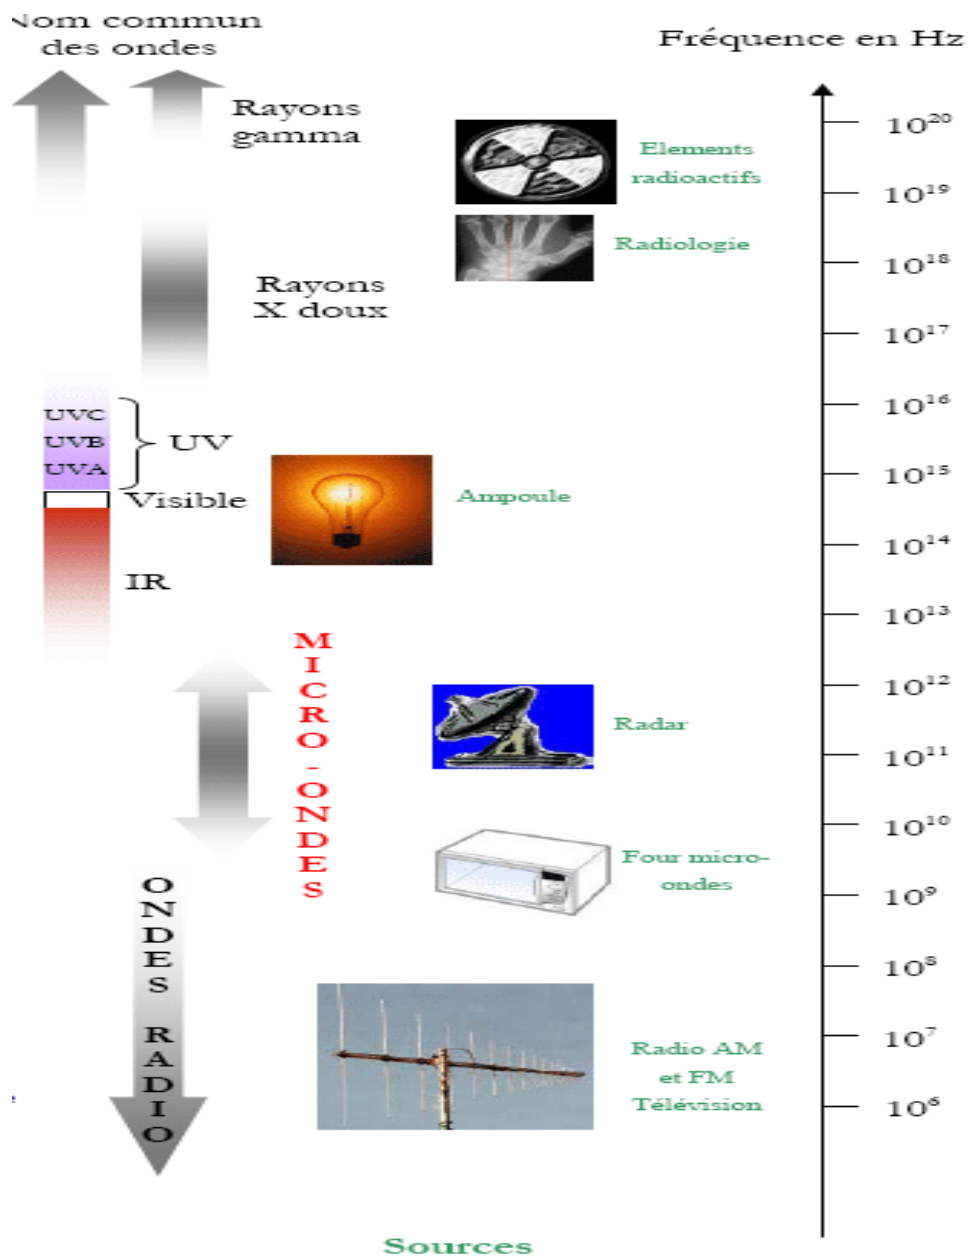 Nom commun
des ondes
Fréquence en Hz
Rayons
gamma
Elements
radioactifs
10²⁰
10¹⁹
Radiologie
10¹⁸
Rayons
X doux
10¹⁷
10¹⁶
UVC
UVB
UVA
UV
10¹⁵
Visible
Ampoule
10¹⁴
IR
10¹³
MICRO-ONDES
10¹²
Radar
10¹¹
10¹⁰
Four micro-
ondes
10⁹
ONDES RADIO
10⁸
10⁷
Radio AM
et FM
Télévision
10⁶
Sources